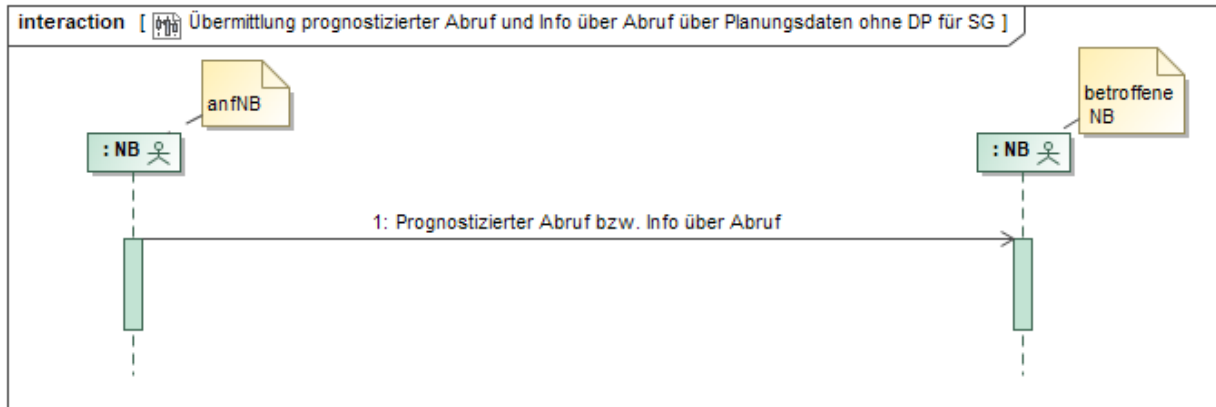 interaction [ Übermittlung prognostizierter Abruf und Info über Abruf über Planungsdaten ohne DP für SG ]
anfNB
betroffene
NB
: NB
: NB
1: Prognostizierter Abruf bzw. Info über Abruf